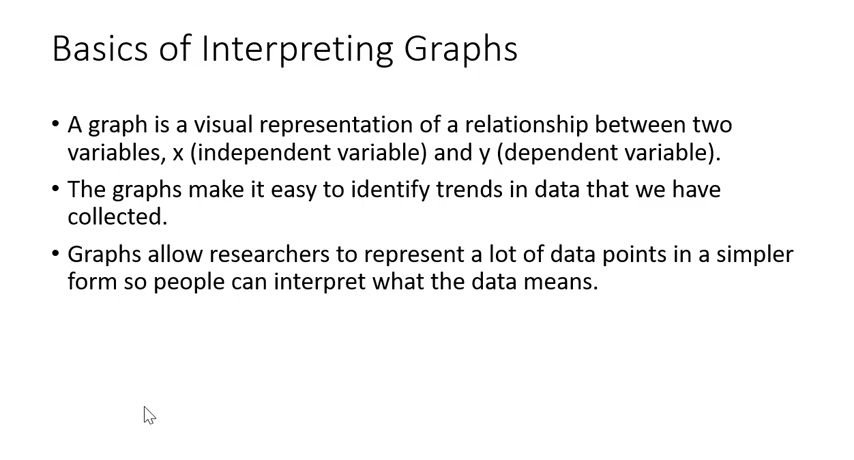 Basics of Interpreting Graphs
• A graph is a visual representation of a relationship between two
variables, x (independent variable) and y (dependent variable).
• The graphs make it easy to identify trends in data that we have
collected.
• Graphs allow researchers to represent a lot of data points in a simpler
form so people can interpret what the data means.